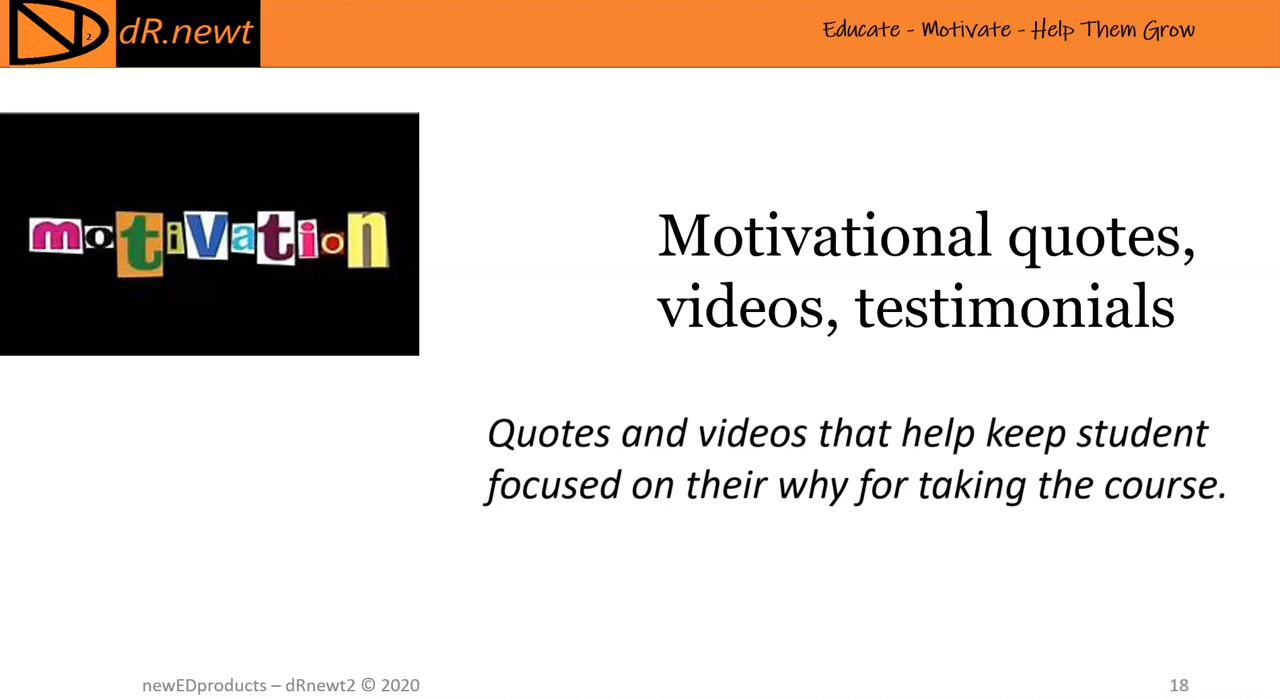 2 dR.newt
Educate - Motivate - Help Them Grow
motiVation
Motivational quotes,
videos, testimonials
Quotes and videos that help keep student
focused on their why for taking the course.
newEDproducts – dRnewt2 © 2020
18